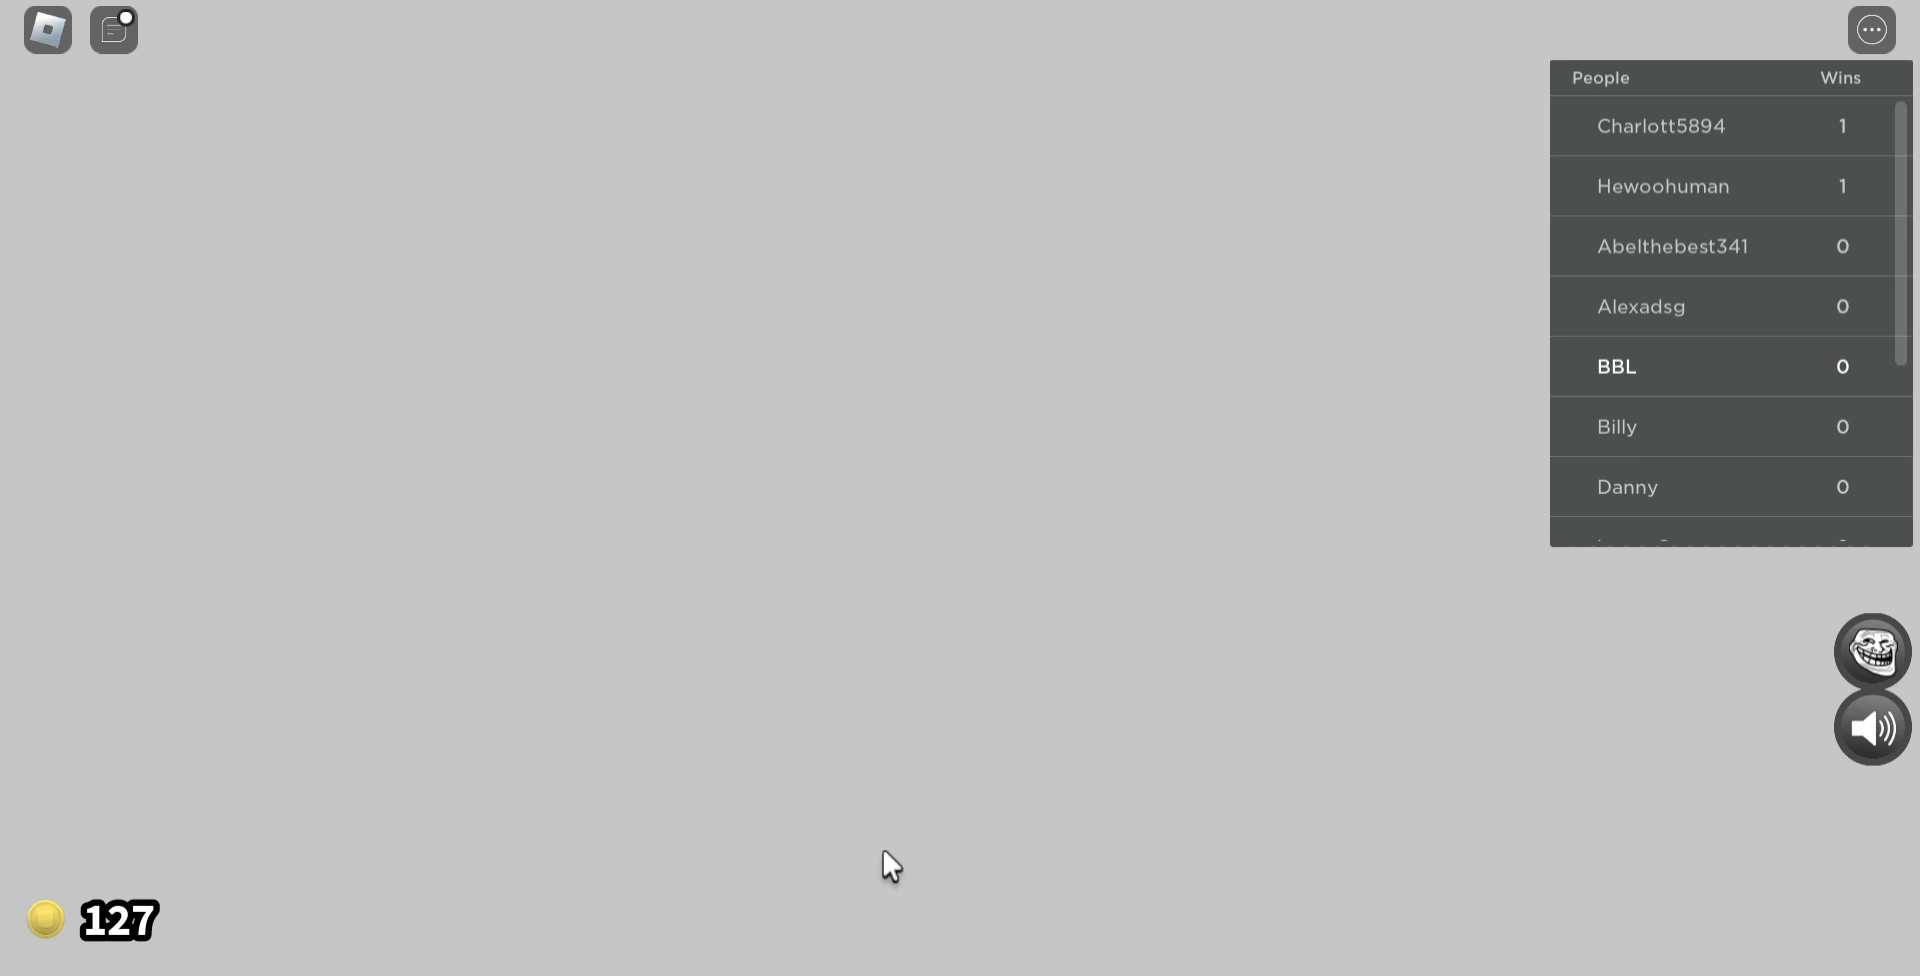 People Wins
Charlott5894 1
Hewoohuman 1
Abelthebest341 0
Alexadsg 0
BBL 0
Billy 0
Danny 0
127